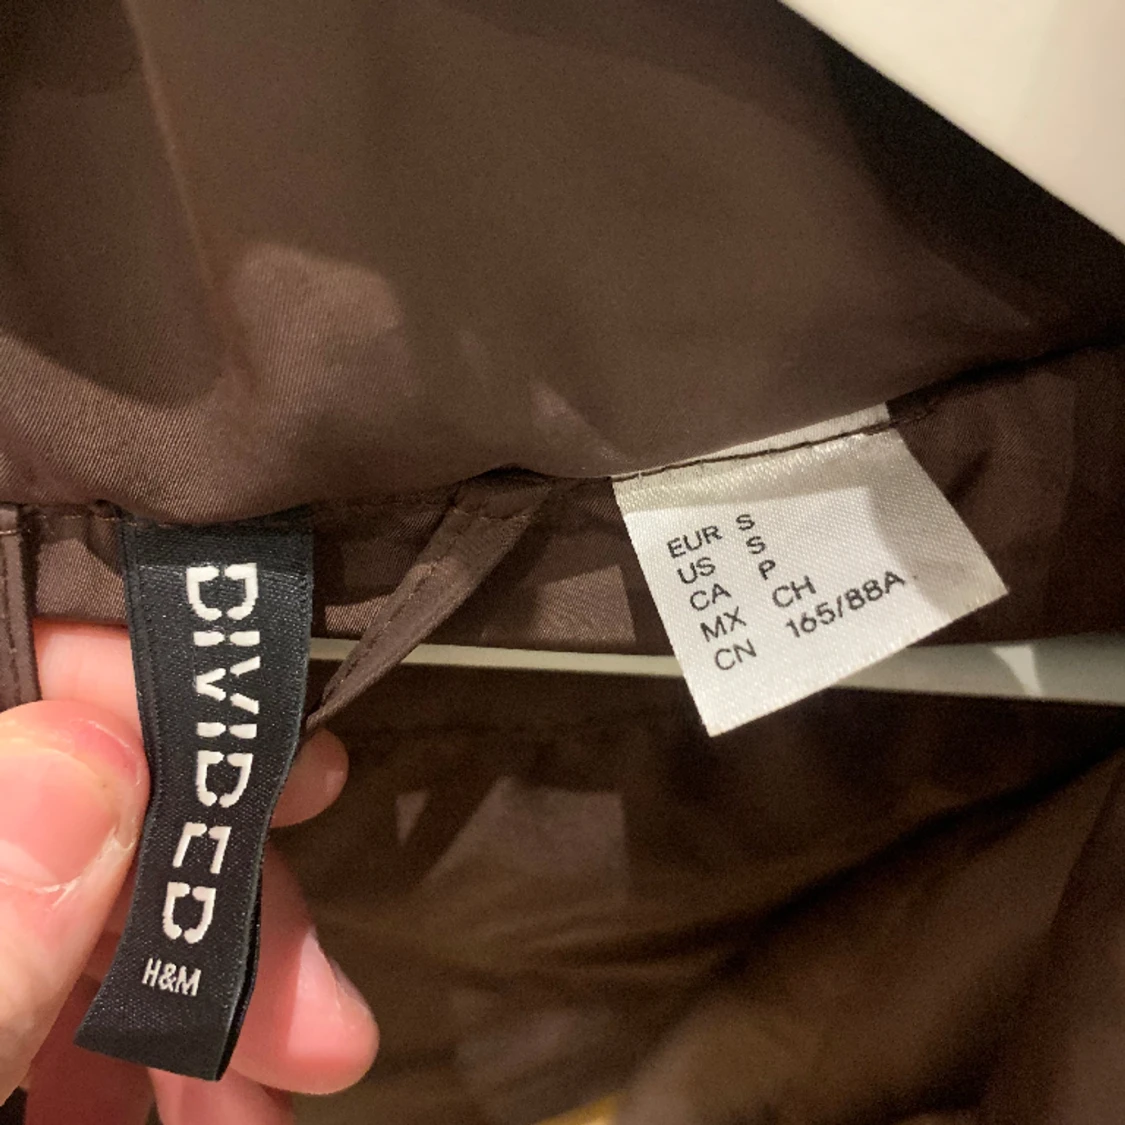 DIVIDED
H&M
EUR S
US S
CA P
MX CH
CN 165/88A